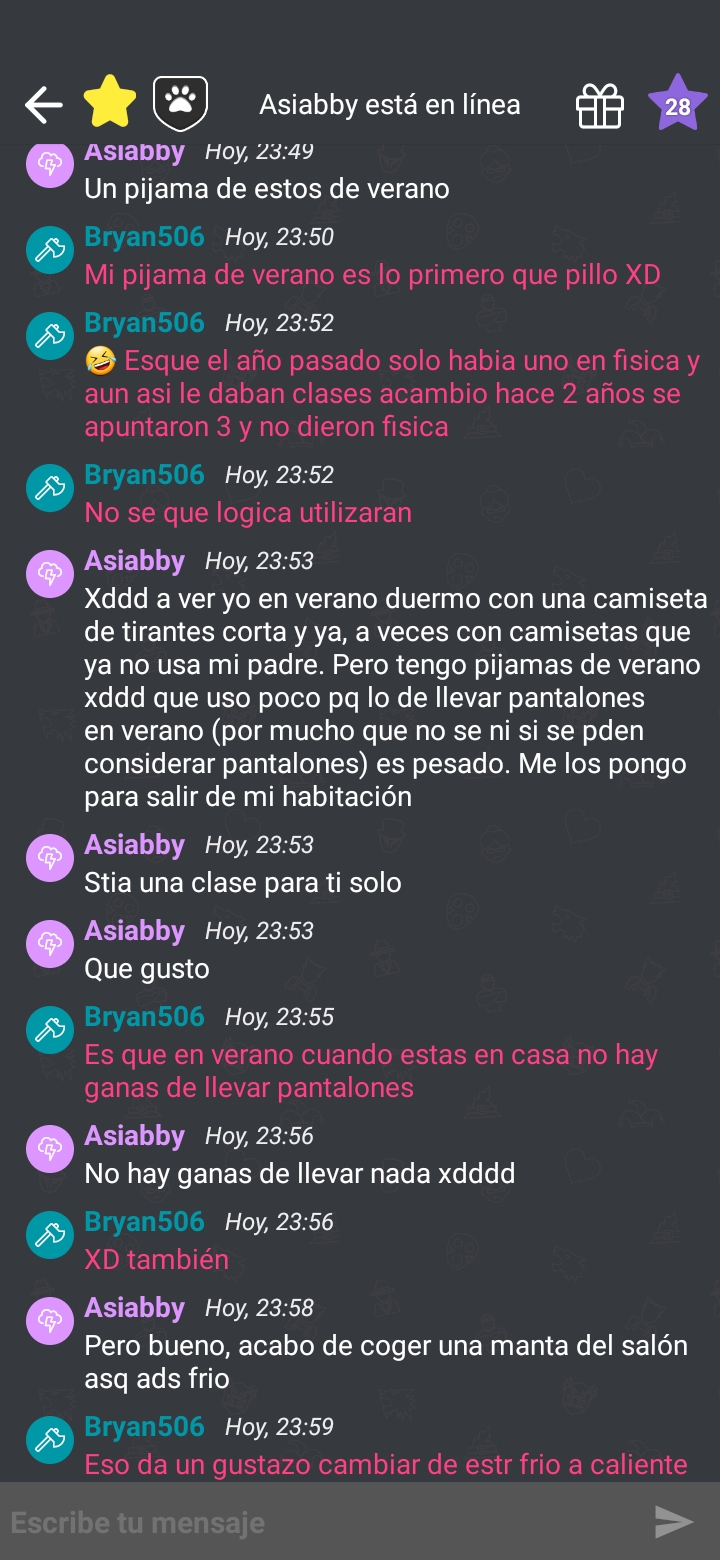 Asiabby está en línea
28
Asiabby Hoy, 23:49
Un pijama de estos de verano
Bryan506 Hoy, 23:50
Mi pijama de verano es lo primero que pillo XD
Bryan506 Hoy, 23:52
🤣 Esque el año pasado solo habia uno en fisica y
aun asi le daban clases acambio hace 2 años se
apuntaron 3 y no dieron fisica
Bryan506 Hoy, 23:52
No se que logica utilizaran
Asiabby Hoy, 23:53
Xddd a ver yo en verano duermo con una camiseta
de tirantes corta y ya, a veces con camisetas que
ya no usa mi padre. Pero tengo pijamas de verano
xddd que uso poco pq lo de llevar pantalones
en verano (por mucho que no se ni si se pden
considerar pantalones) es pesado. Me los pongo
para salir de mi habitación
Asiabby Hoy, 23:53
Stia una clase para ti solo
Asiabby Hoy, 23:53
Que gusto
Bryan506 Hoy, 23:55
Es que en verano cuando estas en casa no hay
ganas de llevar pantalones
Asiabby Hoy, 23:56
No hay ganas de llevar nada xdddd
Bryan506 Hoy, 23:56
XD también
Asiabby Hoy, 23:58
Pero bueno, acabo de coger una manta del salón
asq ads frio
Bryan506 Hoy, 23:59
Eso da un gustazo cambiar de estr frio a caliente
Escribe tu mensaje